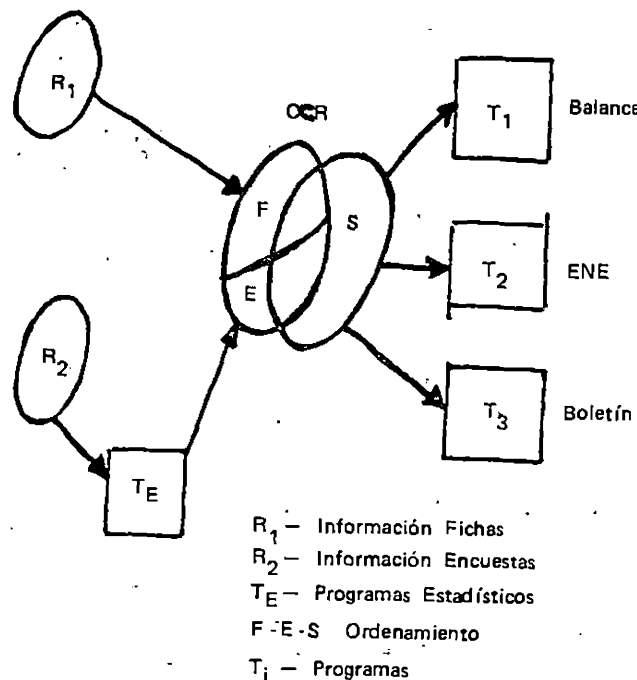 R1
OCR
F
S
E
T1 Balance
T2 ENE
R2
T3 Boletín
TE
R1 – Información Fichas
R2 – Información Encuestas
TE – Programas Estadísticos
F-E-S Ordenamiento
Ti – Programas